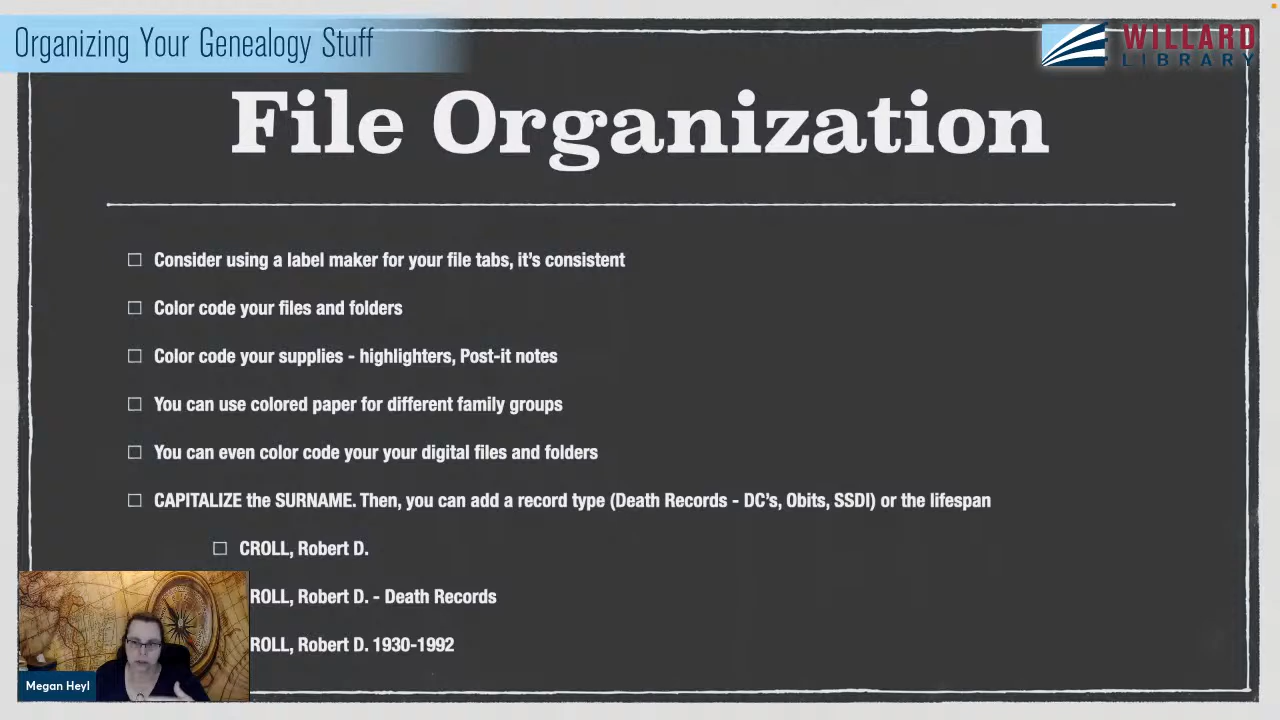 Organizing Your Genealogy Stuff
WILLARD
LIBRARY
File Organization
Consider using a label maker for your file tabs, it's consistent
Color code your files and folders
Color code your supplies - highlighters, Post-it notes
You can use colored paper for different family groups
You can even color code your your digital files and folders
CAPITALIZE the SURNAME. Then, you can add a record type (Death Records - DC's, Obits, SSDI) or the lifespan
CROLL, Robert D.
ROLL, Robert D. - Death Records
ROLL, Robert D. 1930-1992
Megan Heyl